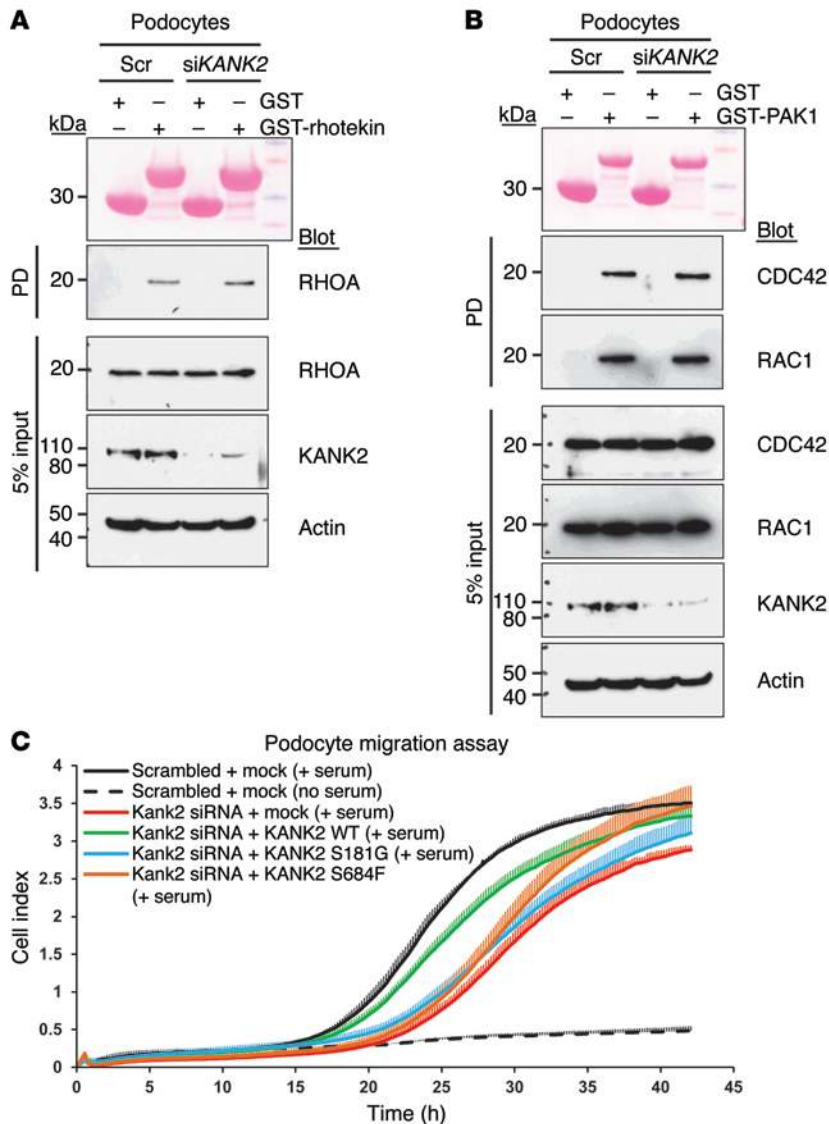 A
Podocytes
Scr siKANK2
+ – + – GST
kDa – + – + GST-rhotekin
30
Blot
PD 20 RHOA
5% input 20 RHOA
110
80 KANK2
50
40 Actin
B
Podocytes
Scr siKANK2
+ – + – GST
kDa – + – + GST-PAK1
30
Blot
PD 20 CDC42
20 RAC1
5% input 20 CDC42
20 RAC1
110
80 KANK2
50
40 Actin
C
Podocyte migration assay
Scrambled + mock (+ serum)
Scrambled + mock (no serum)
Kank2 siRNA + mock (+ serum)
Kank2 siRNA + KANK2 WT (+ serum)
Kank2 siRNA + KANK2 S181G (+ serum)
Kank2 siRNA + KANK2 S684F
(+ serum)
Cell index
4
3.5
3
2.5
2
1.5
1
0.5
0
0 5 10 15 20 25 30 35 40 45
Time (h)